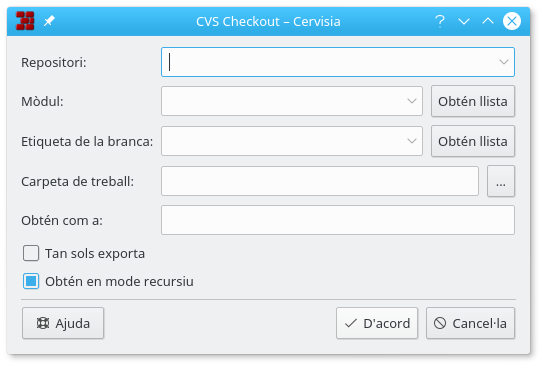 CVS Checkout – Cervisia
Repositori:
Mòdul:
Obtén llista
Etiqueta de la branca:
Obtén llista
Carpeta de treball:
...
Obtén com a:
Tan sols exporta
Obtén en mode recursiu
Ajuda
D'acord
Cancel·la